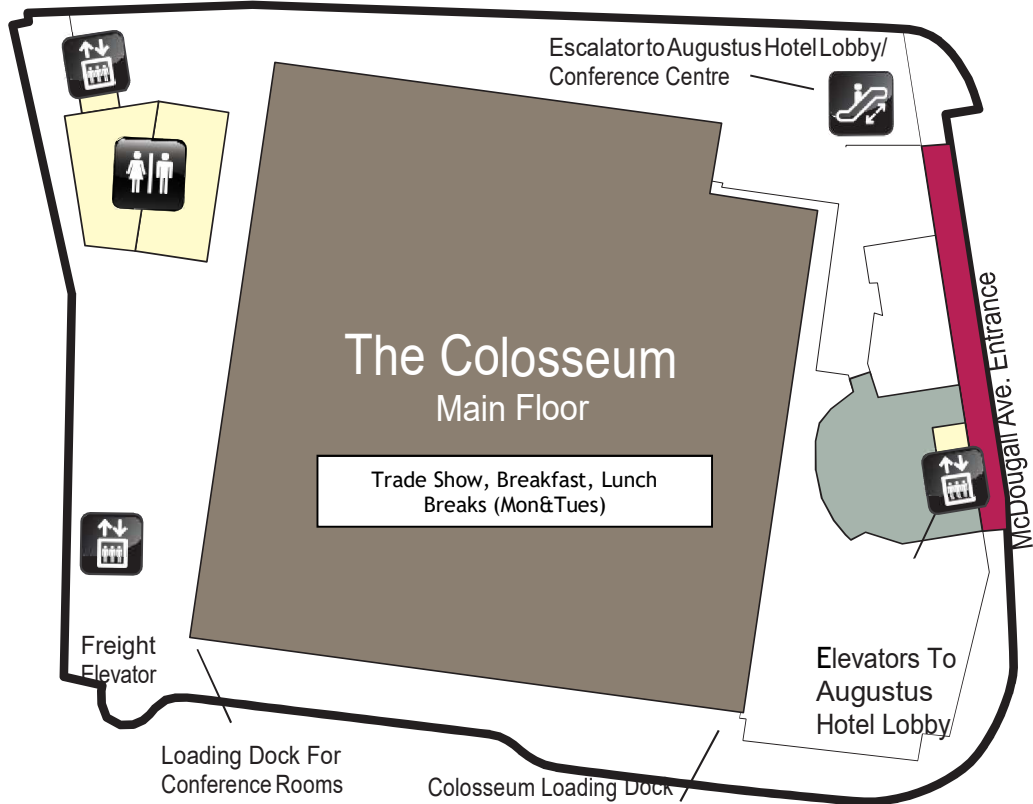 Escalator to Augustus Hotel Lobby/
Conference Centre
The Colosseum
Main Floor
Trade Show, Breakfast, Lunch
Breaks (Mon&Tues)
McDougall Ave. Entrance
Freight
Elevator
Elevators To
Augustus
Hotel Lobby
Loading Dock For
Conference Rooms
Colosseum Loading Dock